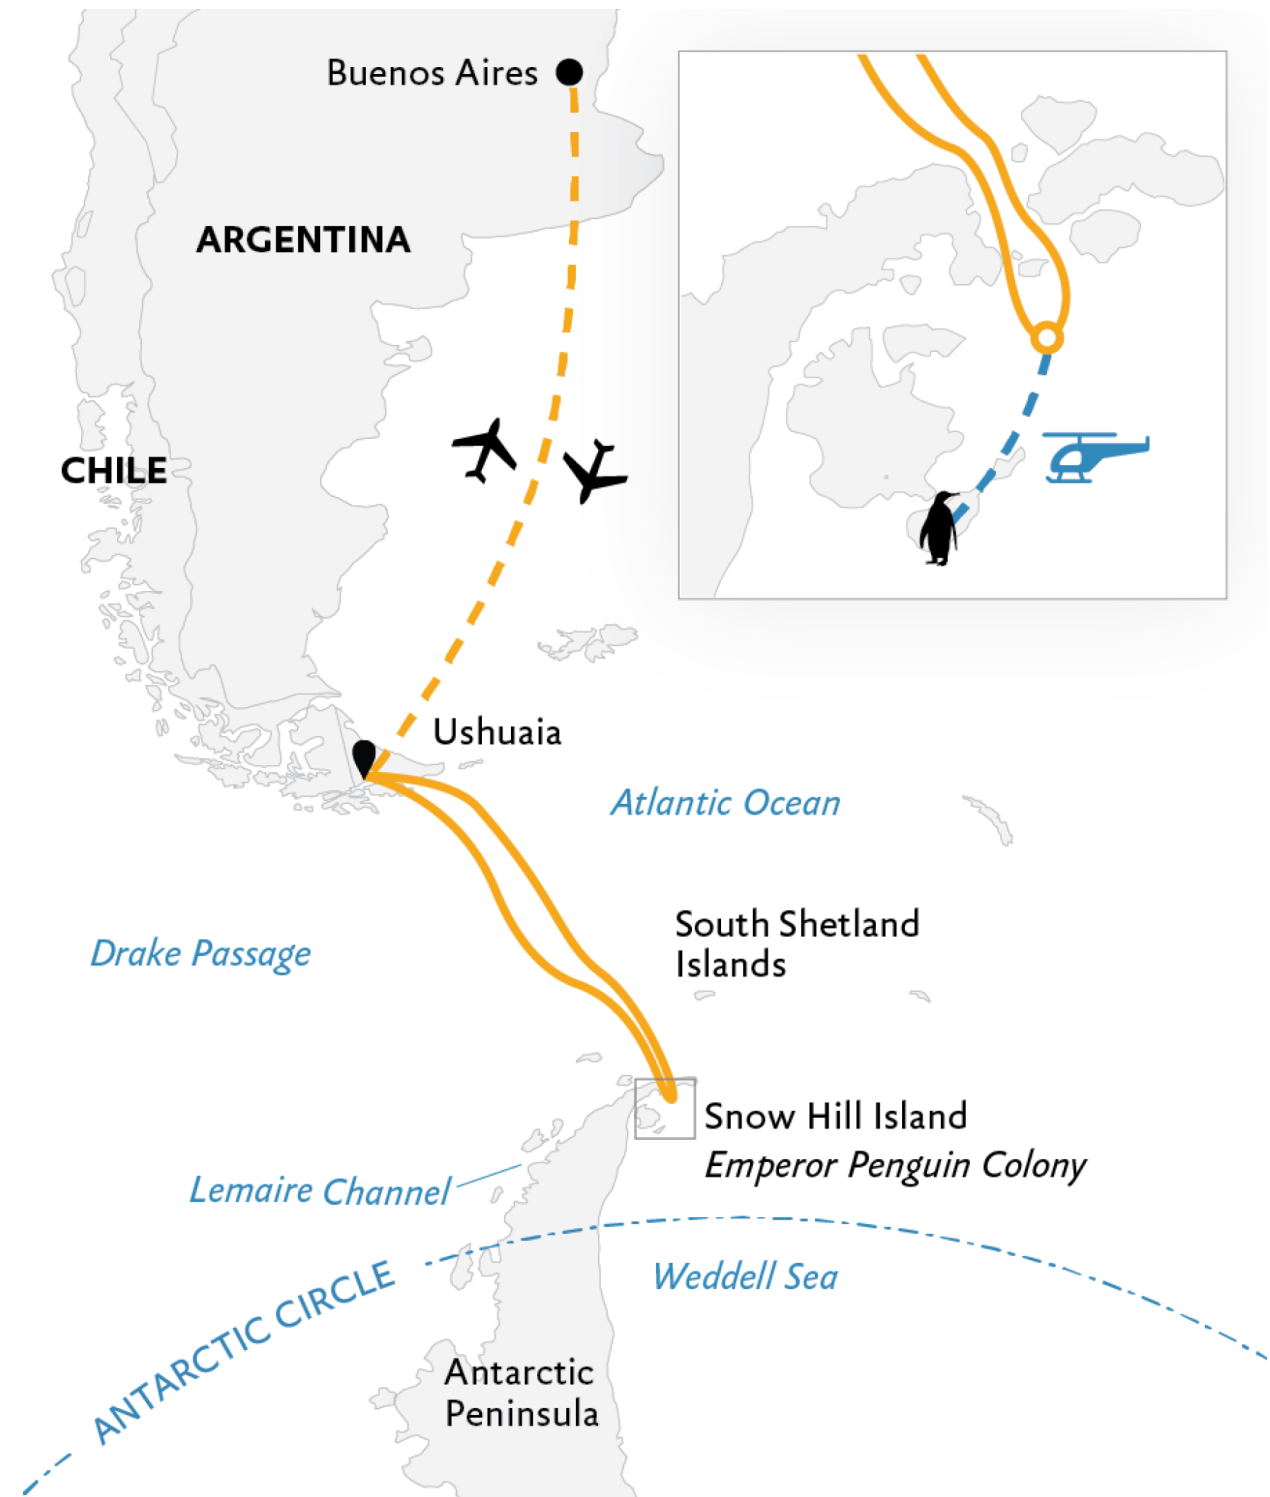 Buenos Aires
ARGENTINA
CHILE
Ushuaia
Atlantic Ocean
South Shetland
Islands
Drake Passage
Snow Hill Island
Emperor Penguin Colony
Lemaire Channel
Weddell Sea
ANTARCTIC CIRCLE
Antarctic
Peninsula